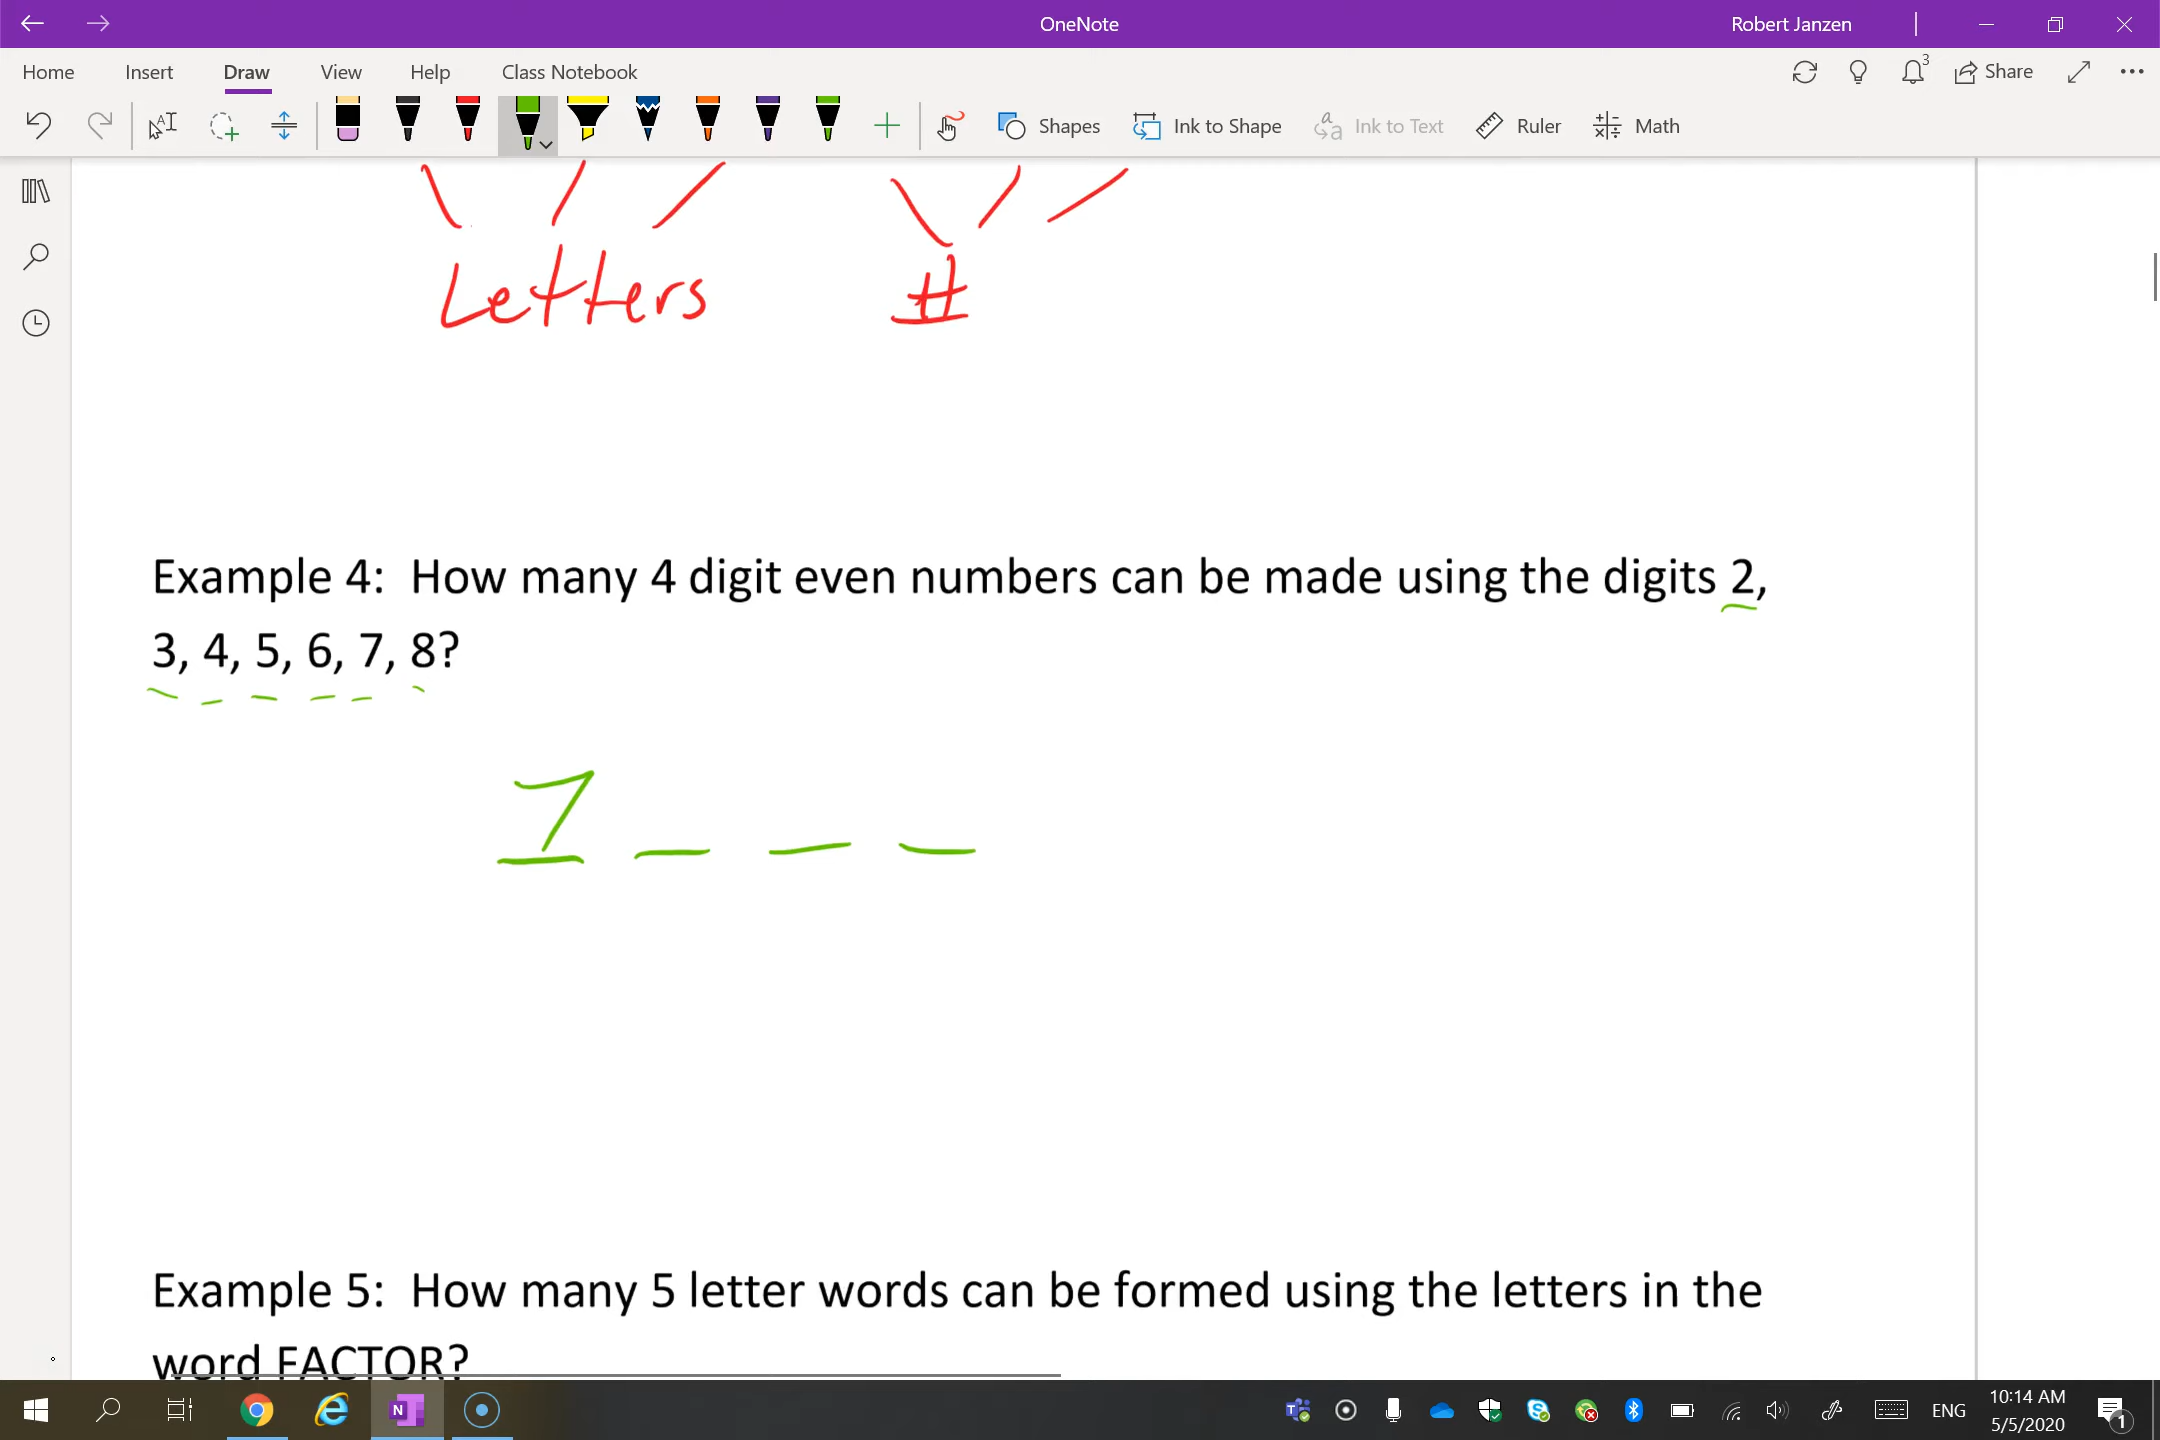 OneNote
Robert Janzen
Home Insert Draw View Help Class Notebook
3
Share
Shapes Ink to Shape Ink to Text Ruler Math
Letters #
Example 4: How many 4 digit even numbers can be made using the digits 2,
3, 4, 5, 6, 7, 8?
7
Example 5: How many 5 letter words can be formed using the letters in the
word FACTOR?
ENG
10:14 AM
5/5/2020
1